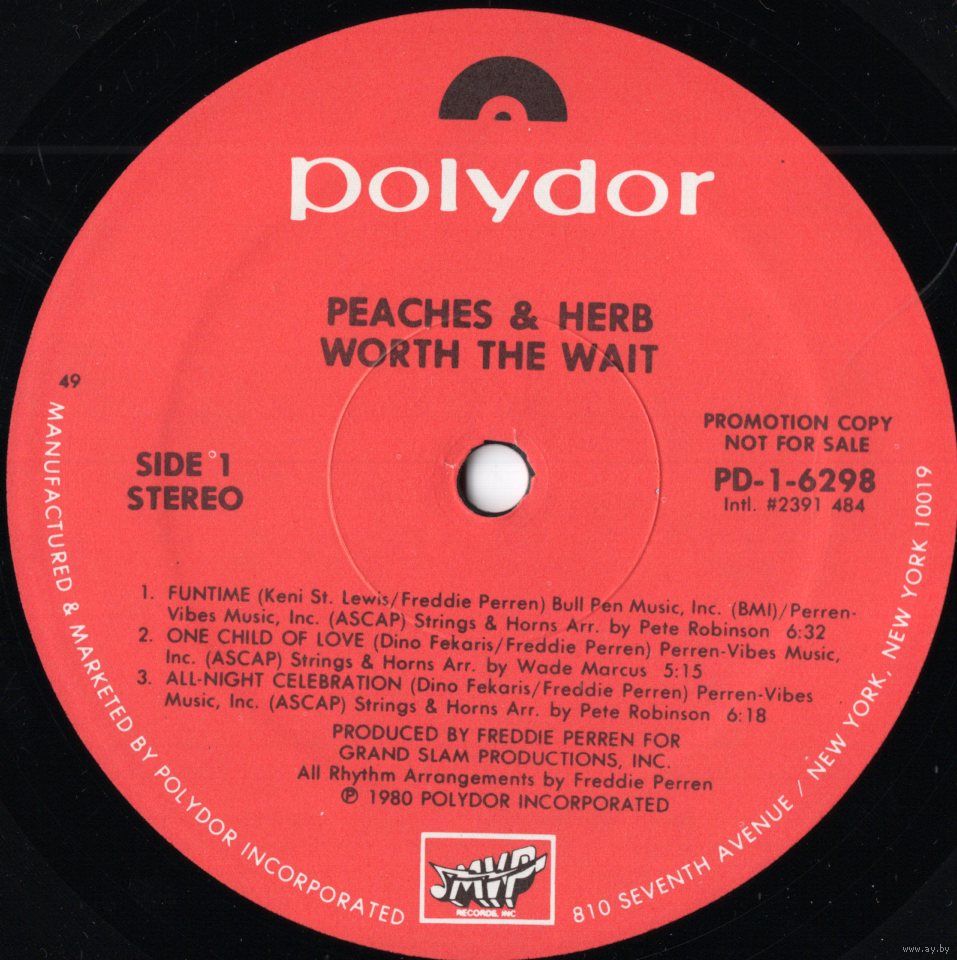 polydor
PEACHES & HERB
WORTH THE WAIT
49
PROMOTION COPY
NOT FOR SALE
SIDE 1
STEREO
PD-1-6298
Intl. #2391 484
1. FUNTIME (Keni St. Lewis/Freddie Perren) Bull Pen Music, Inc. (BMI)/Perren-
Vibes Music, Inc. (ASCAP) Strings & Horns Arr. by Pete Robinson 6:32
2. ONE CHILD OF LOVE (Dino Fekaris/Freddie Perren) Perren-Vibes Music,
Inc. (ASCAP) Strings & Horns Arr. by Wade Marcus 5:15
3. ALL-NIGHT CELEBRATION (Dino Fekaris/Freddie Perren) Perren-Vibes
Music, Inc. (ASCAP) Strings & Horns Arr. by Pete Robinson 6:18
PRODUCED BY FREDDIE PERREN FOR
GRAND SLAM PRODUCTIONS, INC.
All Rhythm Arrangements by Freddie Perren
℗ 1980 POLYDOR INCORPORATED
MVP
RECORDS, INC
MANUFACTURED & MARKETED BY POLYDOR INCORPORATED
810 SEVENTH AVENUE / NEW YORK, NEW YORK 10019
www.ay.by